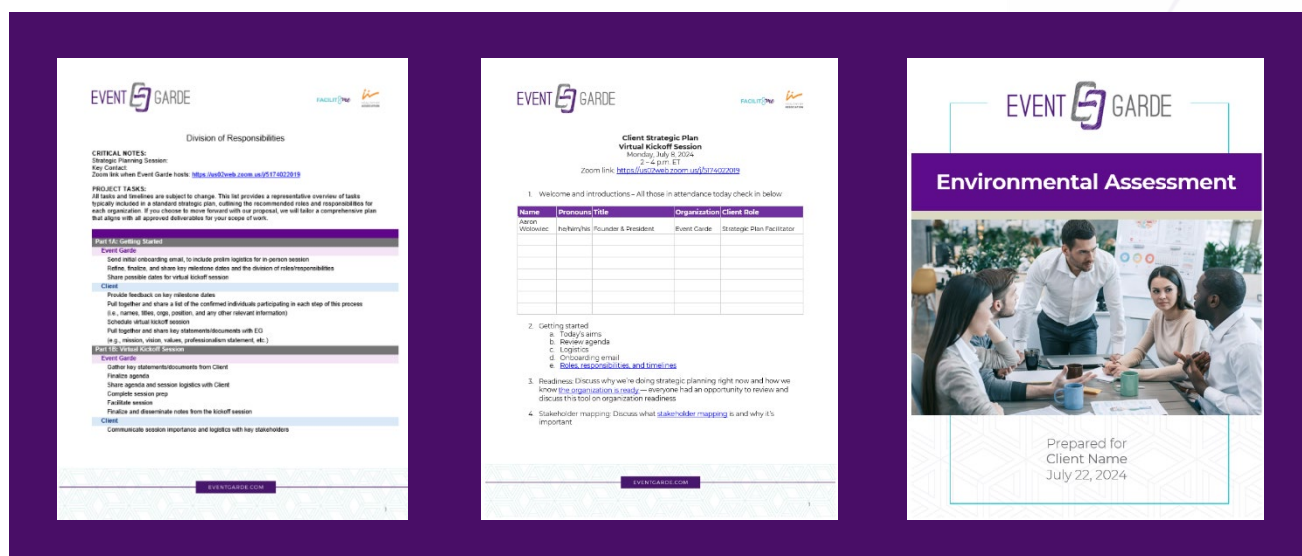 EVENT GARDE
FACILIT8ME
Division of Responsibilities
CRITICAL NOTES:
Strategic Planning Session:
Key Contact:
Zoom link when Event Garde hosts: https://us02web.zoom.us/j/5174022019
PROJECT TASKS:
All tasks and timelines are subject to change. This list provides a representative overview of tasks
typically included in a standard strategic plan, outlining the recommended roles and responsibilities for
each organization. If you choose to move forward with our proposal, we will tailor a comprehensive plan
that aligns with all approved deliverables for your scope of work.
Part 1A: Getting Started
Event Garde
Send initial onboarding email, to include prelim logistics for in-person session
Refine, finalize, and share key milestone dates and the division of roles/responsibilities
Share possible dates for virtual kickoff session
Client
Provide feedback on key milestone dates
Pull together and share a list of the confirmed individuals participating in each step of this process
(i.e., names, titles, orgs, position, and any other relevant information)
Schedule virtual kickoff session
Pull together and share key statements/documents with EG
(e.g., mission, vision, values, professionalism statement, etc.)
Part 1B: Virtual Kickoff Session
Event Garde
Gather key statements/documents from Client
Finalize agenda
Share agenda and session logistics with Client
Complete session prep
Facilitate session
Finalize and disseminate notes from the kickoff session
Client
Communicate session importance and logistics with key stakeholders
EVENTGARDE.COM
EVENT GARDE
FACILIT8ME
Client Strategic Plan
Virtual Kickoff Session
Monday, July 8, 2024
2 – 4 p.m. ET
Zoom link: https://us02web.zoom.us/j/5174022019
1. Welcome and introductions – All those in attendance today check in below
Name Pronouns Title Organization Client Role
Aaron
Wolowiec he/him/his Founder & President Event Garde Strategic Plan Facilitator
2. Getting started
a. Today's aims
b. Review agenda
c. Logistics
d. Onboarding email
e. Roles, responsibilities, and timelines
3. Readiness: Discuss why we're doing strategic planning right now and how we
know the organization is ready — everyone had an opportunity to review and
discuss this tool on organization readiness
4. Stakeholder mapping: Discuss what stakeholder mapping is and why it's
important
EVENTGARDE.COM
1
EVENT GARDE
Environmental Assessment
Prepared for
Client Name
July 22, 2024